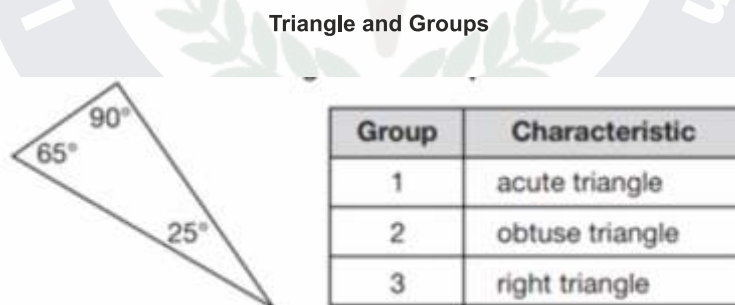 Triangle and Groups
90°
65°
25°
Group Characteristic
1 acute triangle
2 obtuse triangle
3 right triangle